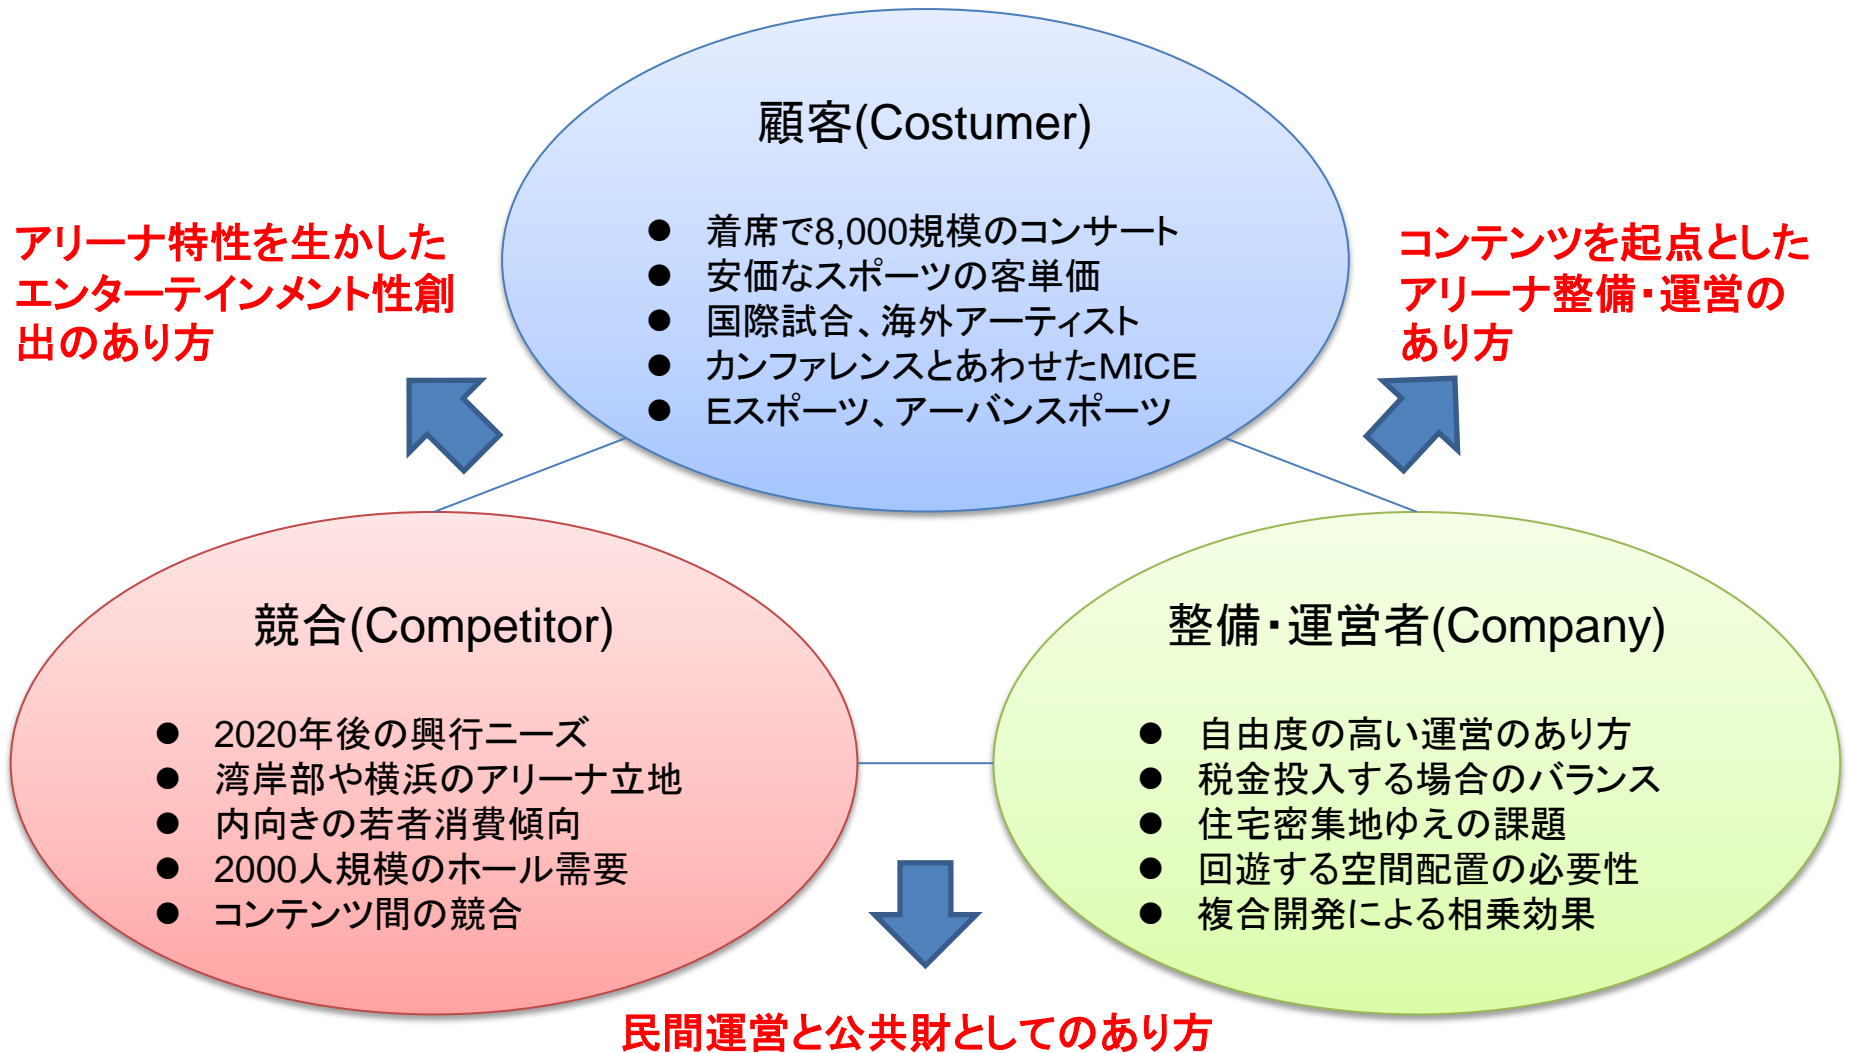 顧客(Costumer)
● 着席で8,000規模のコンサート
● 安価なスポーツの客単価
● 国際試合、海外アーティスト
● カンファレンスとあわせたMICE
● Eスポーツ、アーバンスポーツ
アリーナ特性を生かした
エンターテインメント性創
出のあり方
コンテンツを起点とした
アリーナ整備・運営の
あり方
競合(Competitor)
● 2020年後の興行ニーズ
● 湾岸部や横浜のアリーナ立地
● 内向きの若者消費傾向
● 2000人規模のホール需要
● コンテンツ間の競合
整備・運営者(Company)
● 自由度の高い運営のあり方
● 税金投入する場合のバランス
● 住宅密集地ゆえの課題
● 回遊する空間配置の必要性
● 複合開発による相乗効果
民間運営と公共財としてのあり方